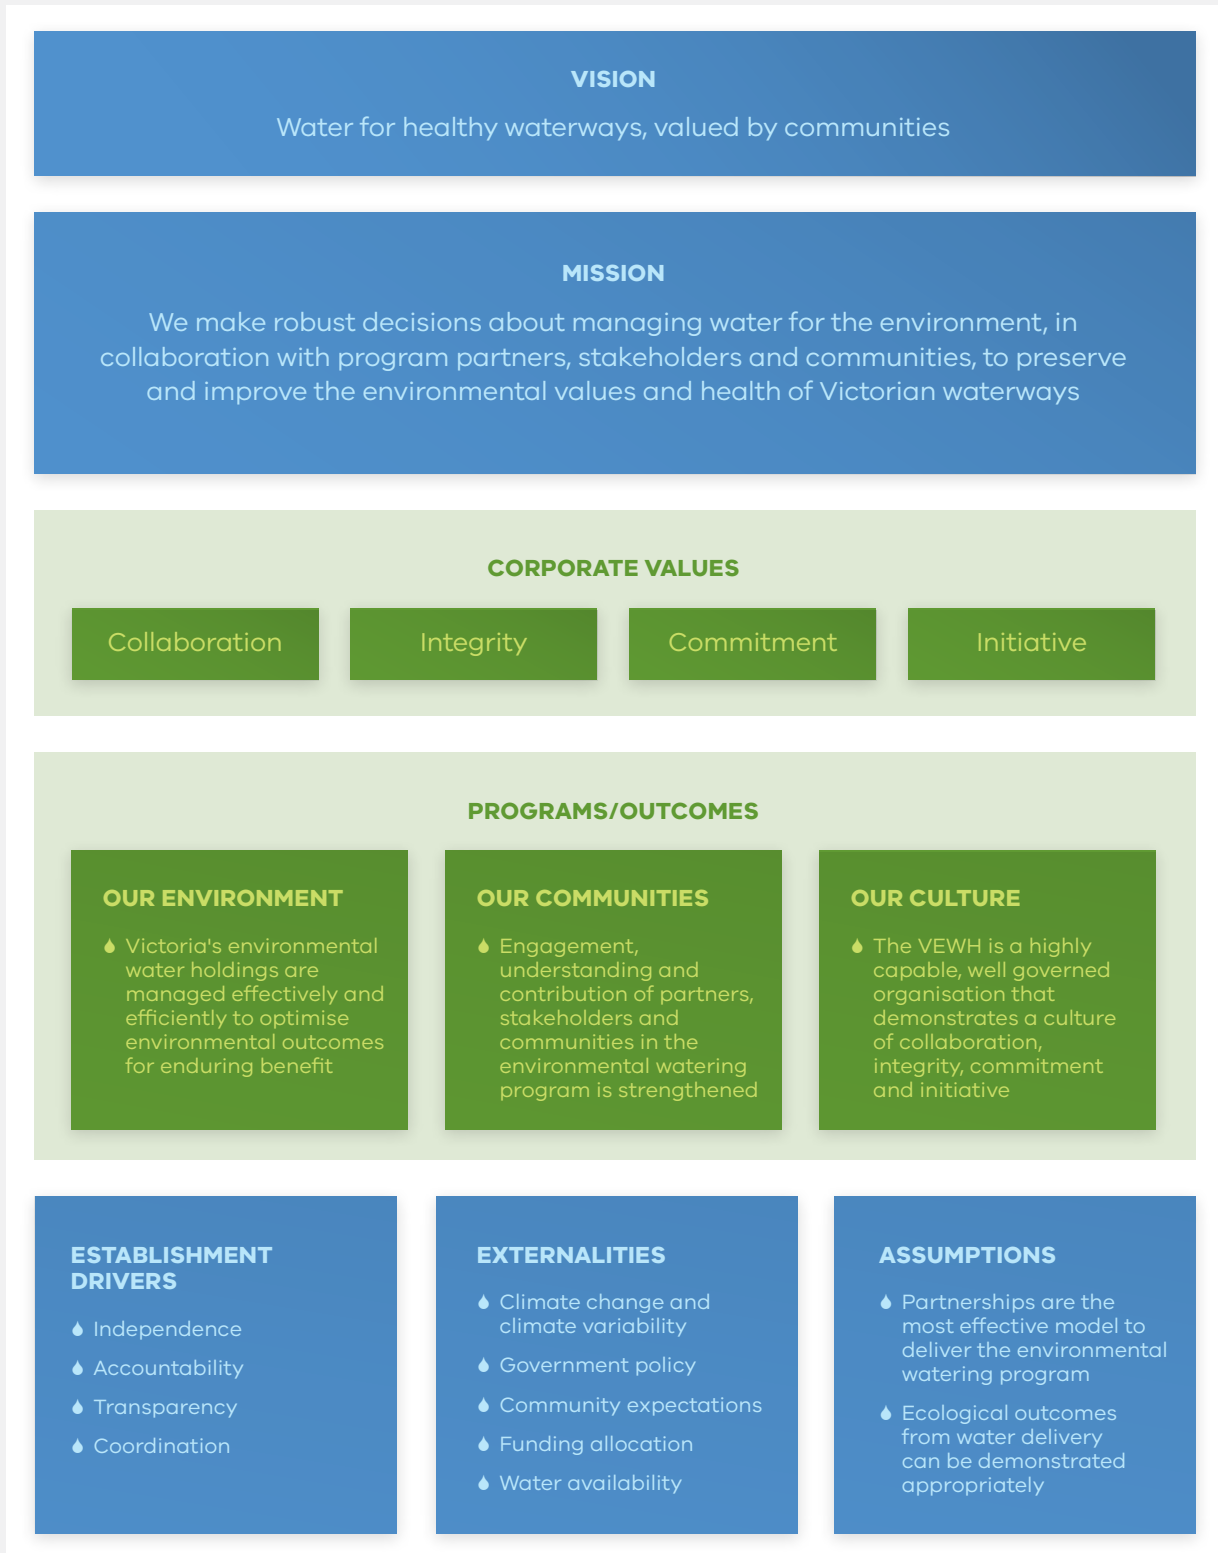 VISION
Water for healthy waterways, valued by communities
MISSION
We make robust decisions about managing water for the environment, in
collaboration with program partners, stakeholders and communities, to preserve
and improve the environmental values and health of Victorian waterways
CORPORATE VALUES
Collaboration
Integrity
Commitment
Initiative
PROGRAMS/OUTCOMES
OUR ENVIRONMENT
Victoria's environmental
water holdings are
managed effectively and
efficiently to optimise
environmental outcomes
for enduring benefit
OUR COMMUNITIES
Engagement,
understanding and
contribution of partners,
stakeholders and
communities in the
environmental watering
program is strengthened
OUR CULTURE
The VEWH is a highly
capable, well governed
organisation that
demonstrates a culture
of collaboration,
integrity, commitment
and initiative
ESTABLISHMENT
DRIVERS
Independence
Accountability
Transparency
Coordination
EXTERNALITIES
Climate change and
climate variability
Government policy
Community expectations
Funding allocation
Water availability
ASSUMPTIONS
Partnerships are the
most effective model to
deliver the environmental
watering program
Ecological outcomes
from water delivery
can be demonstrated
appropriately